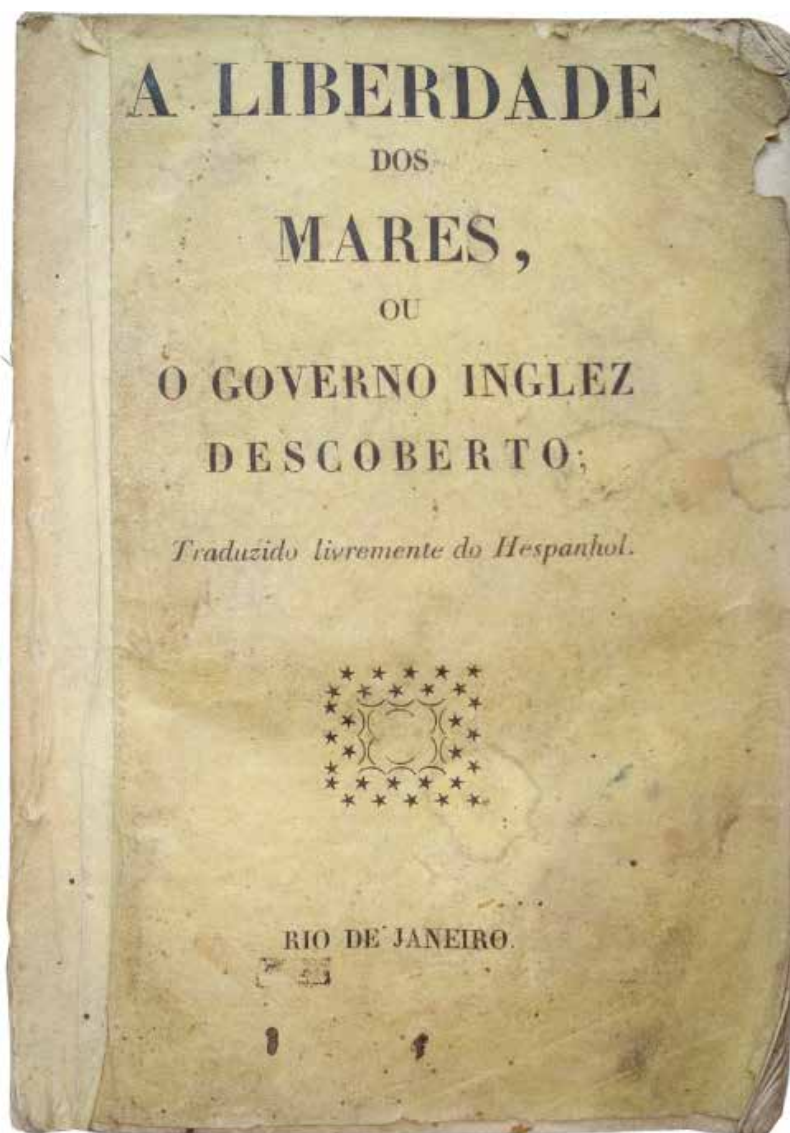 A LIBERDADE
DOS
MARES,
OU
O GOVERNO INGLEZ
DESCOBERTO;
Traduzido livremente do Hespanhol.
RIO DE JANEIRO.